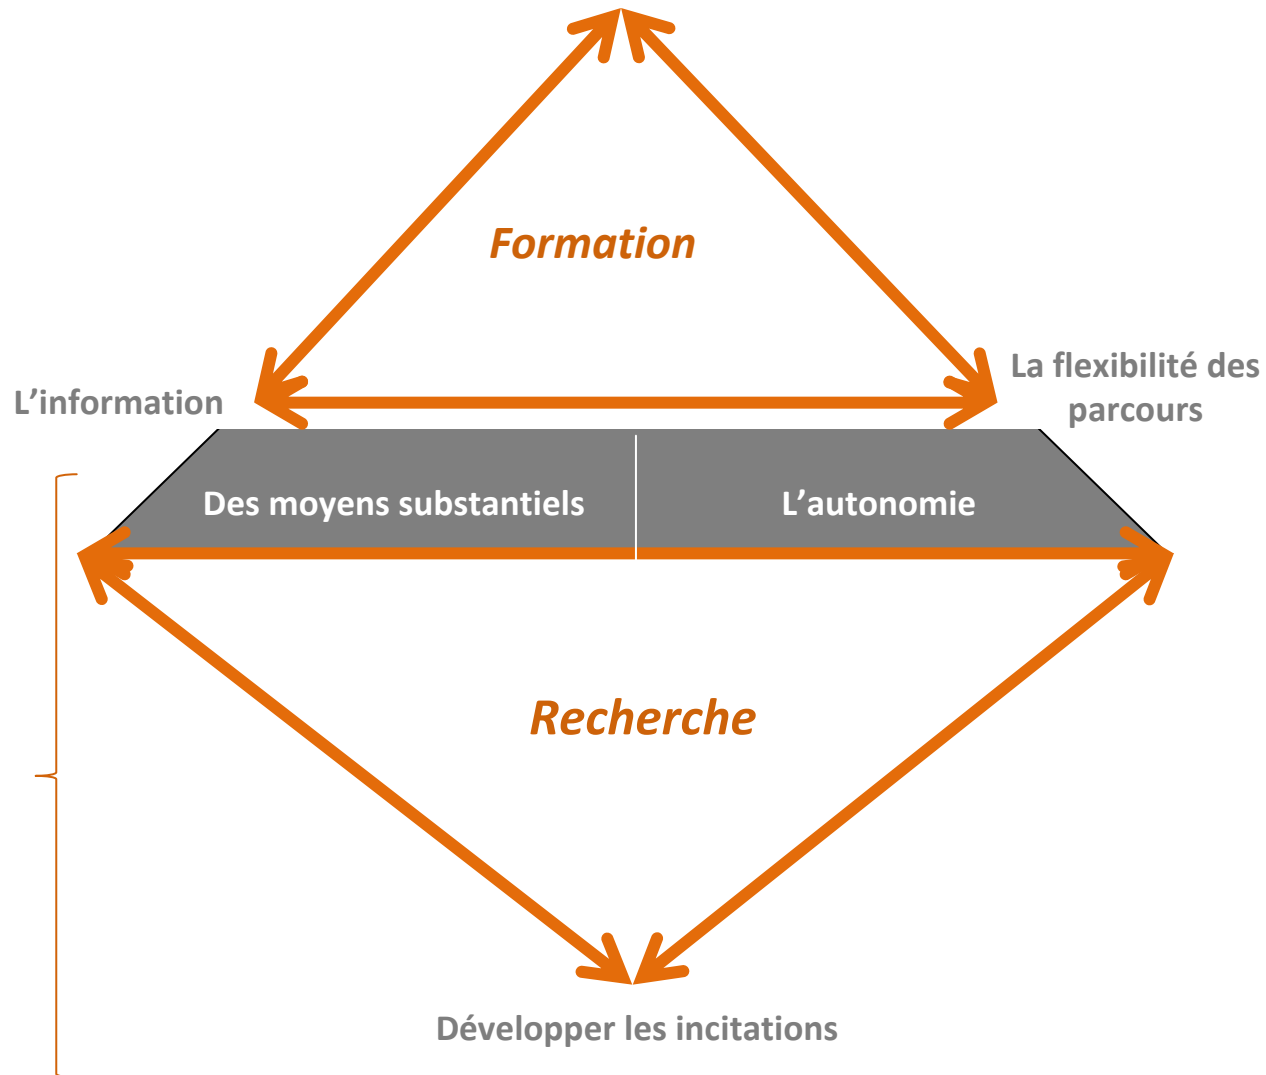 Formation
La flexibilité des
parcours
L'information
Des moyens substantiels
L'autonomie
Recherche
Développer les incitations